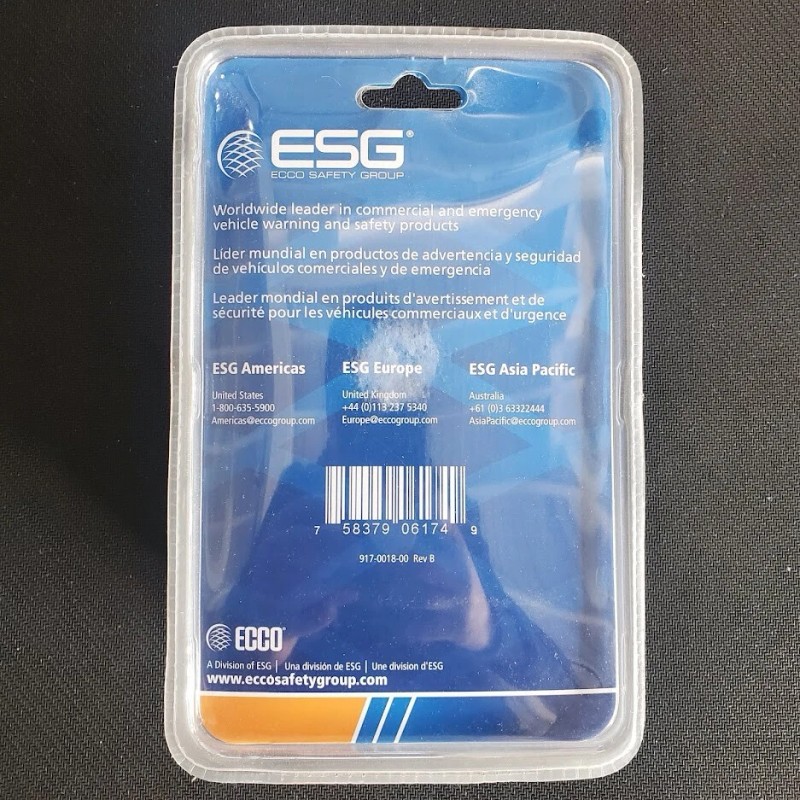 ESG®
ECCO SAFETY GROUP
Worldwide leader in commercial and emergency
vehicle warning and safety products
Líder mundial en productos de advertencia y seguridad
de vehículos comerciales y de emergencia
Leader mondial en produits d'avertissement et de
sécurité pour les véhicules commerciaux et d'urgence
ESG Americas
United States
1-800-635-5900
Americas@eccogroup.com
ESG Europe
United Kingdom
+44 (0)113 237 5340
Europe@eccogroup.com
ESG Asia Pacific
Australia
+61 (0)3 63322444
AsiaPacific@eccogroup.com
7 58379 06174 9
917-0018-00 Rev B
ECCO®
A Division of ESG | Una división de ESG | Une division d'ESG
www.eccosafetygroup.com